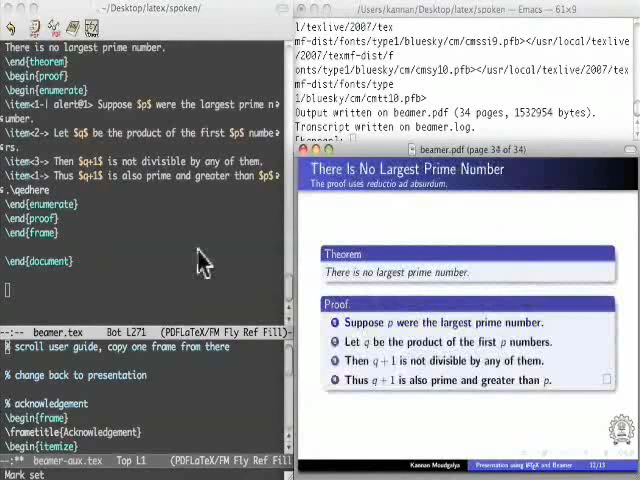 ~/Desktop/latex/spoken/
There is no largest prime number.
\end{theorem}
\begin{proof}
\begin{enumerate}
\item<1-| alert@1> Suppose $p$ were the largest prime n
umber.
\item<2-> Let $q$ be the product of the first $p$ numbe
rs.
\item<3-> Then $q+1$ is not divisible by any of them.
\item<1-> Thus $q+1$ is also prime and greater than $p$
.\qedhere
\end{enumerate}
\end{proof}
\end{frame}
\end{document}
--:-- beamer.tex Bot L271 (PDFLaTeX/FM Fly Ref Fill)
% scroll user guide, copy one frame from there
% change back to presentation
% acknowledgement
\begin{frame}
\frametitle{Acknowledgement}
\begin{itemize}
--:** beamer-aux.tex Top L1 (PDFLaTeX/FM Fly Ref Fill)
Mark set
/Users/kannan/Desktop/latex/spoken — Emacs — 61×9
l/texlive/2007/tex
mf-dist/fonts/type1/bluesky/cm/cmssi9.pfb></usr/local/texlive
/2007/texmf-dist/f
onts/type1/bluesky/cm/cmsy10.pfb></usr/local/texlive/2007/tex
mf-dist/fonts/type
1/bluesky/cm/cmtt10.pfb>
Output written on beamer.pdf (34 pages, 1532954 bytes).
Transcript written on beamer.log.
beamer.pdf (page 34 of 34)
There Is No Largest Prime Number
The proof uses reductio ad absurdum.
Theorem
There is no largest prime number.
Proof.
1 Suppose p were the largest prime number.
2 Let q be the product of the first p numbers.
3 Then q + 1 is not divisible by any of them.
4 Thus q + 1 is also prime and greater than p.
Kannan Moudgalya Presentation using LATEX and Beamer 12/13